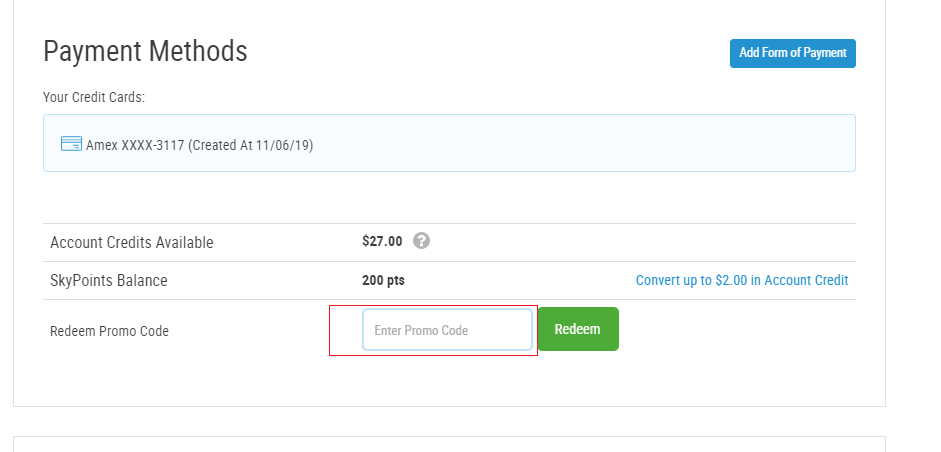 Payment Methods
Add Form of Payment
Your Credit Cards:
Amex XXXX-3117 (Created At 11/06/19)
Account Credits Available $27.00 ?
SkyPoints Balance 200 pts Convert up to $2.00 in Account Credit
Redeem Promo Code Enter Promo Code Redeem